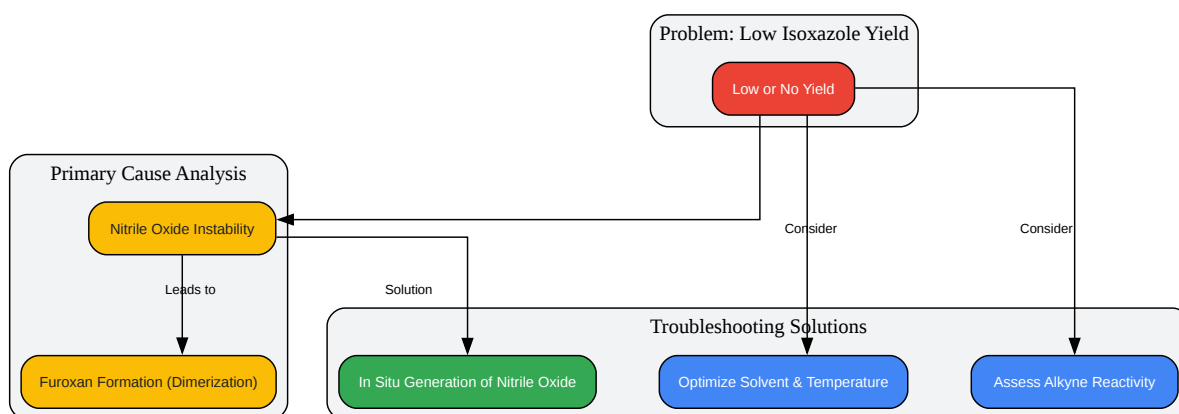 Problem: Low Isoxazole Yield
Low or No Yield
Primary Cause Analysis
Nitrile Oxide Instability
Consider
Consider
Leads to
Solution
Troubleshooting Solutions
Furoxan Formation (Dimerization)
In Situ Generation of Nitrile Oxide
Optimize Solvent & Temperature
Assess Alkyne Reactivity